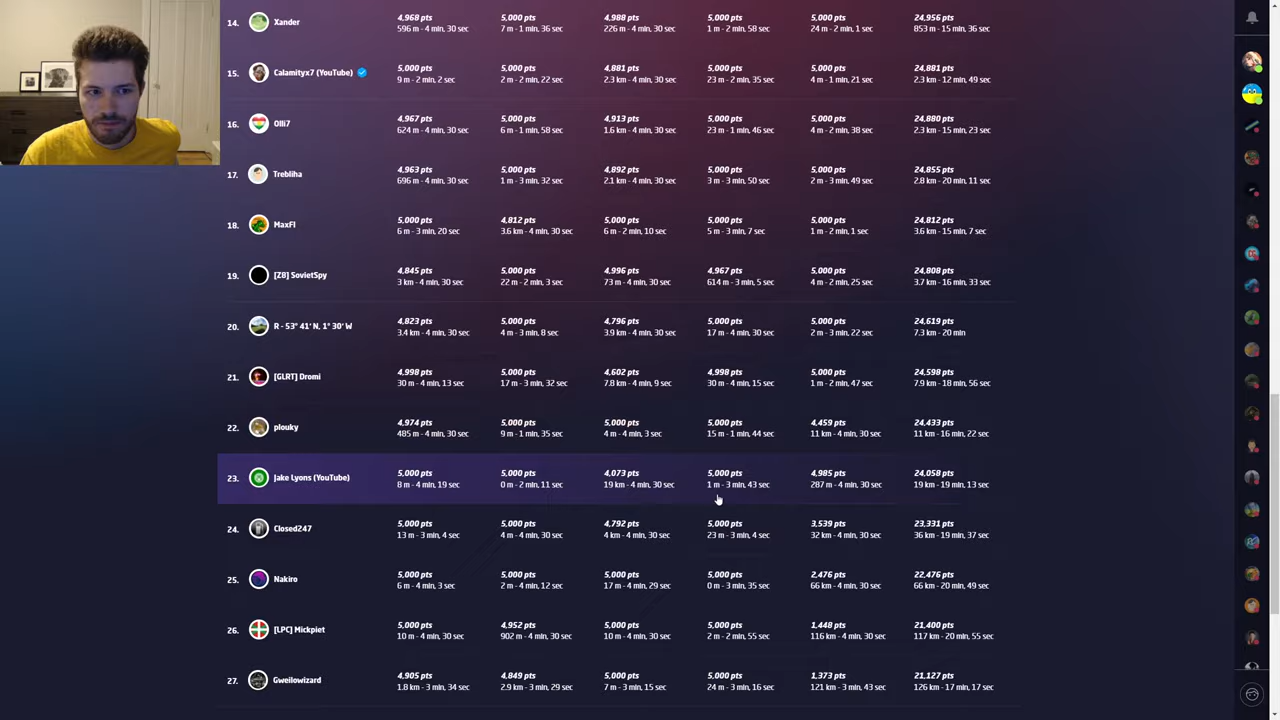 14. Xander 4,968 pts 5,000 pts 4,988 pts 5,000 pts 5,000 pts 24,956 pts
596 m - 4 min, 30 sec 7 m - 1 min, 36 sec 226 m - 4 min, 30 sec 1 m - 2 min, 58 sec 24 m - 2 min, 1 sec 853 m - 15 min, 36 sec
15. Calamityx7 (YouTube) 5,000 pts 5,000 pts 4,881 pts 5,000 pts 5,000 pts 24,881 pts
9 m - 2 min, 2 sec 2 m - 2 min, 22 sec 2.3 km - 4 min, 30 sec 23 m - 2 min, 35 sec 4 m - 1 min, 21 sec 2.3 km - 12 min, 49 sec
16. Olli7 4,967 pts 5,000 pts 4,913 pts 5,000 pts 5,000 pts 24,880 pts
624 m - 4 min, 30 sec 6 m - 1 min, 58 sec 1.6 km - 4 min, 30 sec 23 m - 1 min, 46 sec 4 m - 2 min, 38 sec 2.3 km - 15 min, 23 sec
17. Trebliha 4,963 pts 5,000 pts 4,892 pts 5,000 pts 5,000 pts 24,855 pts
696 m - 4 min, 30 sec 1 m - 3 min, 32 sec 2.1 km - 4 min, 30 sec 3 m - 3 min, 50 sec 2 m - 3 min, 49 sec 2.8 km - 20 min, 11 sec
18. MaxFl 5,000 pts 4,812 pts 5,000 pts 5,000 pts 5,000 pts 24,812 pts
6 m - 3 min, 20 sec 3.6 km - 4 min, 30 sec 6 m - 2 min, 10 sec 5 m - 3 min, 7 sec 1 m - 2 min, 1 sec 3.6 km - 15 min, 7 sec
19. [ZB] SovietSpy 4,845 pts 5,000 pts 4,996 pts 4,967 pts 5,000 pts 24,808 pts
3 km - 4 min, 30 sec 22 m - 2 min, 3 sec 73 m - 4 min, 30 sec 614 m - 3 min, 5 sec 4 m - 2 min, 25 sec 3.7 km - 16 min, 33 sec
20. R - 53° 41' N, 1° 30' W 4,823 pts 5,000 pts 4,796 pts 5,000 pts 5,000 pts 24,619 pts
3.4 km - 4 min, 30 sec 4 m - 3 min, 8 sec 3.9 km - 4 min, 30 sec 17 m - 4 min, 30 sec 2 m - 3 min, 22 sec 7.3 km - 20 min
21. [GLRT] Dromi 4,998 pts 5,000 pts 4,602 pts 4,998 pts 5,000 pts 24,598 pts
30 m - 4 min, 13 sec 17 m - 3 min, 32 sec 7.8 km - 4 min, 9 sec 30 m - 4 min, 15 sec 1 m - 2 min, 47 sec 7.9 km - 18 min, 56 sec
22. plouky 4,974 pts 5,000 pts 5,000 pts 5,000 pts 4,459 pts 24,433 pts
485 m - 4 min, 30 sec 9 m - 1 min, 35 sec 4 m - 4 min, 3 sec 15 m - 1 min, 44 sec 11 km - 4 min, 30 sec 11 km - 16 min, 22 sec
23. Jake Lyons (YouTube) 5,000 pts 5,000 pts 4,073 pts 5,000 pts 4,985 pts 24,058 pts
8 m - 4 min, 19 sec 0 m - 2 min, 11 sec 19 km - 4 min, 30 sec 1 m - 3 min, 43 sec 287 m - 4 min, 30 sec 19 km - 19 min, 13 sec
24. Closed247 5,000 pts 5,000 pts 4,792 pts 5,000 pts 3,539 pts 23,331 pts
13 m - 3 min, 4 sec 4 m - 4 min, 30 sec 4 km - 4 min, 30 sec 23 m - 3 min, 4 sec 32 km - 4 min, 30 sec 36 km - 19 min, 37 sec
25. Nakiro 5,000 pts 5,000 pts 5,000 pts 5,000 pts 2,476 pts 22,476 pts
6 m - 4 min, 3 sec 2 m - 4 min, 12 sec 17 m - 4 min, 29 sec 0 m - 3 min, 35 sec 66 km - 4 min, 30 sec 66 km - 20 min, 49 sec
26. [LPC] Mickpiet 5,000 pts 4,952 pts 5,000 pts 5,000 pts 1,448 pts 21,400 pts
10 m - 4 min, 30 sec 902 m - 4 min, 30 sec 10 m - 4 min, 30 sec 2 m - 2 min, 55 sec 116 km - 4 min, 30 sec 117 km - 20 min, 55 sec
27. Gweilowizard 4,905 pts 4,849 pts 5,000 pts 5,000 pts 1,373 pts 21,127 pts
1.8 km - 3 min, 34 sec 2.9 km - 3 min, 29 sec 7 m - 3 min, 15 sec 24 m - 3 min, 16 sec 121 km - 3 min, 43 sec 126 km - 17 min, 17 sec